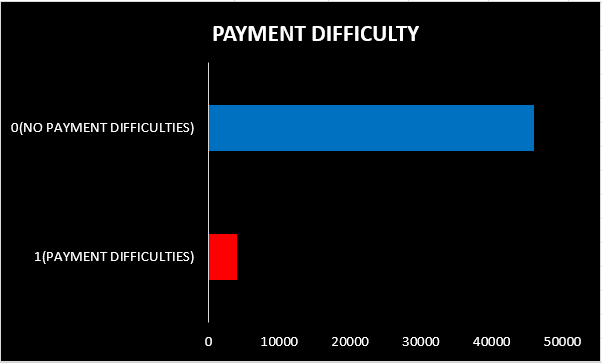 PAYMENT DIFFICULTY
0(NO PAYMENT DIFFICULTIES)
1(PAYMENT DIFFICULTIES)
0 10000 20000 30000 40000 50000